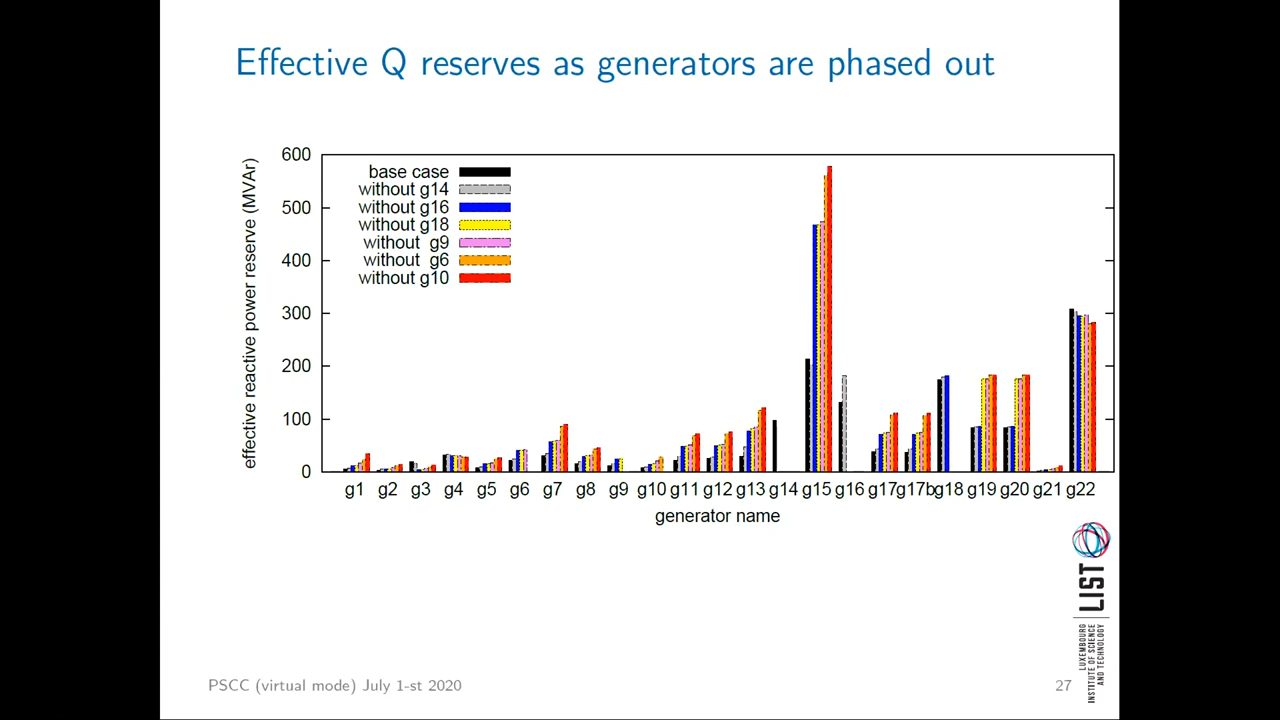 Effective Q reserves as generators are phased out
effective reactive power reserve (MVAr)
600
500
400
300
200
100
0
base case
without g14
without g16
without g18
without g9
without g6
without g10
g1 g2 g3 g4 g5 g6 g7 g8 g9 g10 g11 g12 g13 g14 g15 g16 g17 g17b g18 g19 g20 g21 g22
generator name
LIST
LUXEMBOURG
INSTITUTE OF SCIENCE
AND TECHNOLOGY
PSCC (virtual mode) July 1-st 2020
27